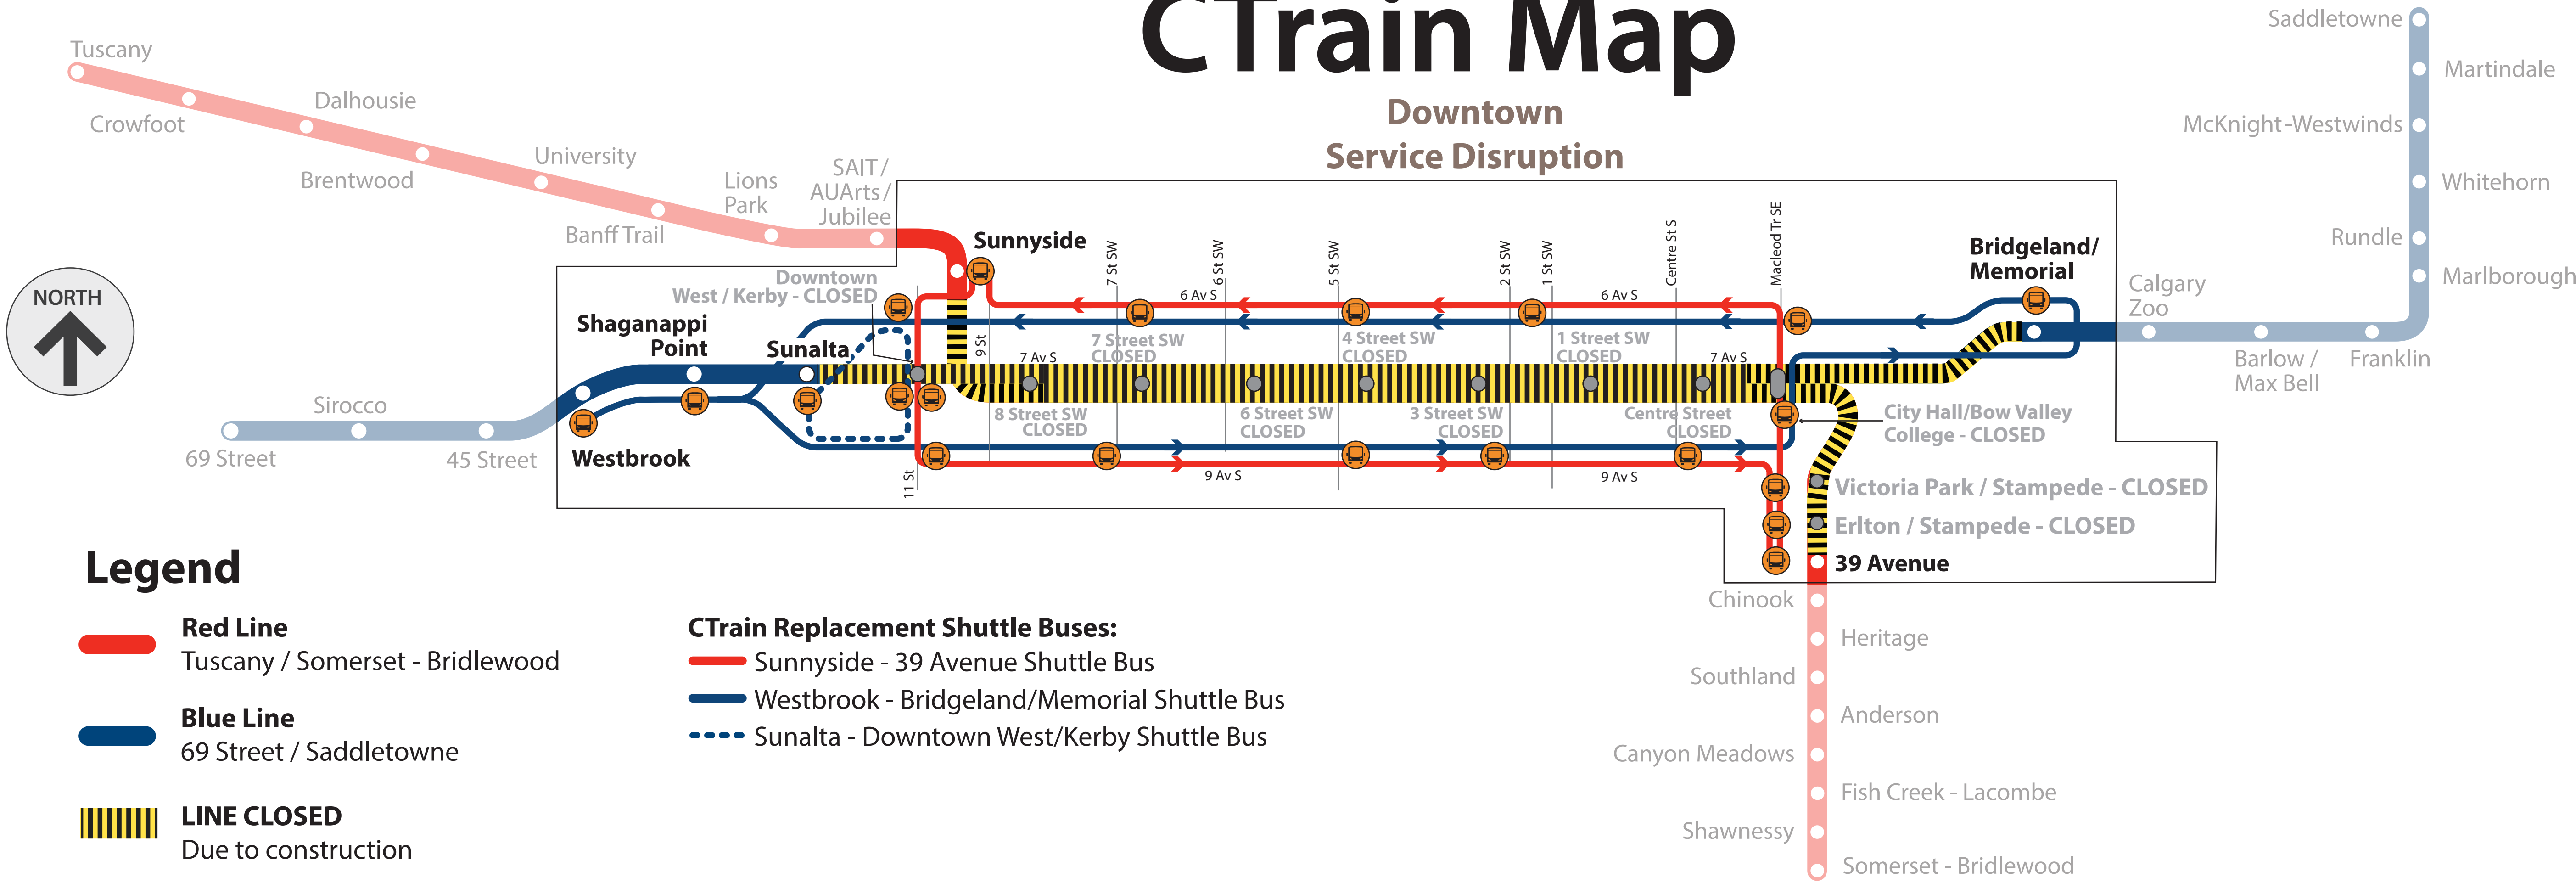 CTrain Map
Downtown
Service Disruption
Tuscany
Crowfoot
Dalhousie
Brentwood
University
Banff Trail
Lions
Park
SAIT /
AUArts /
Jubilee
Saddletowne
Martindale
McKnight-Westwinds
Whitehorn
Rundle
Marlborough
Franklin
Barlow /
Max Bell
Calgary
Zoo
Bridgeland/
Memorial
NORTH
Sunnyside
7 St SW
6 St SW
5 St SW
2 St SW
1 St SW
Centre St S
Macleod Tr SE
Downtown
West / Kerby - CLOSED
6 Av S
6 Av S
Shaganappi
Point
Sunalta
9 St
7 Av S
7 Street SW
CLOSED
4 Street SW
CLOSED
1 Street SW
CLOSED
7 Av S
Sirocco
69 Street
45 Street
Westbrook
8 Street SW
CLOSED
6 Street SW
CLOSED
3 Street SW
CLOSED
Centre Street
CLOSED
City Hall/Bow Valley
College - CLOSED
11 St
9 Av S
9 Av S
Victoria Park / Stampede - CLOSED
Erlton / Stampede - CLOSED
39 Avenue
Chinook
Heritage
Southland
Anderson
Canyon Meadows
Fish Creek - Lacombe
Shawnessy
Somerset - Bridlewood
Legend
Red Line
Tuscany / Somerset - Bridlewood
Blue Line
69 Street / Saddletowne
LINE CLOSED
Due to construction
CTrain Replacement Shuttle Buses:
Sunnyside - 39 Avenue Shuttle Bus
Westbrook - Bridgeland/Memorial Shuttle Bus
Sunalta - Downtown West/Kerby Shuttle Bus